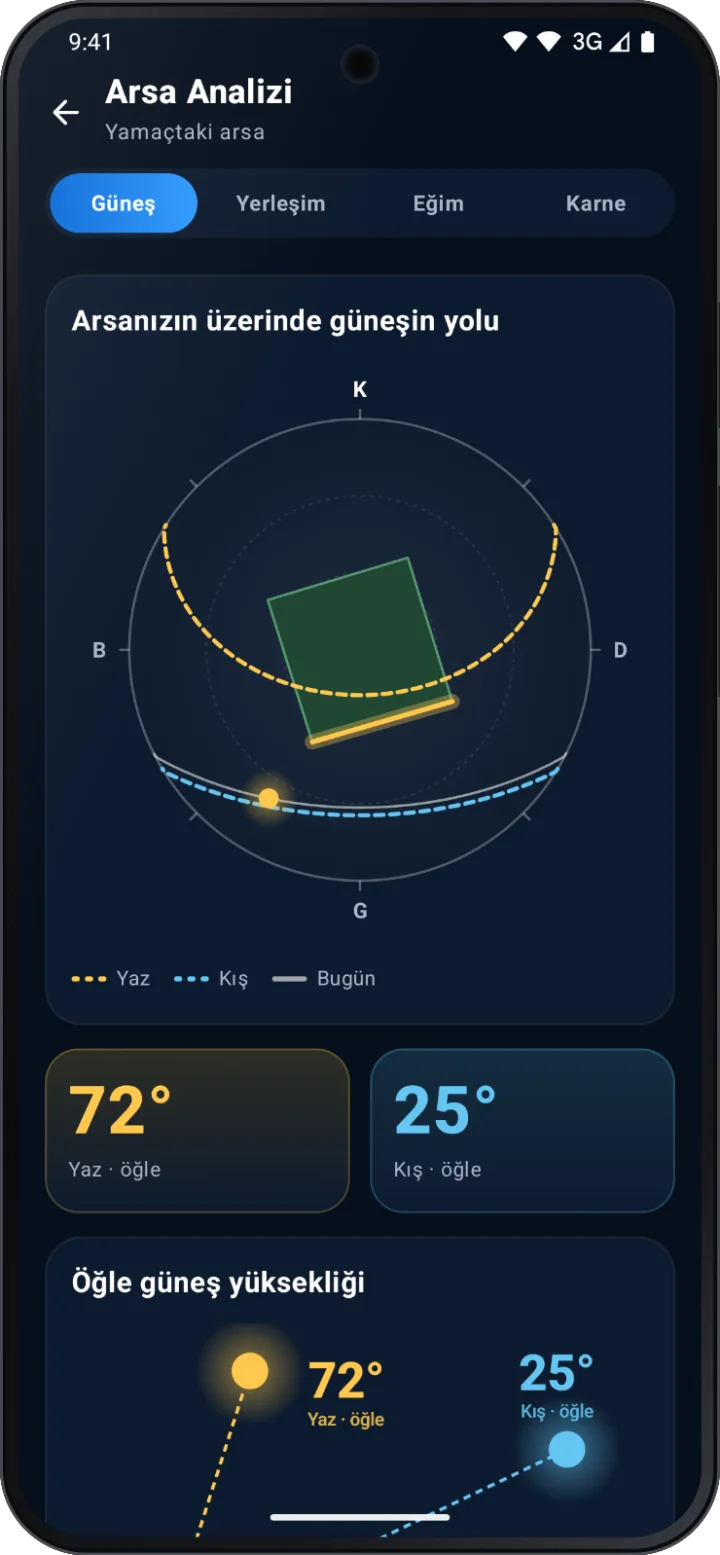 9:41 3G
Arsa Analizi
Yamaçtaki arsa
Güneş Yerleşim Eğim Karne
Arsanızın üzerinde güneşin yolu
K
B D
G
Yaz Kış Bugün
72° 25°
Yaz · öğle Kış · öğle
Öğle güneş yüksekliği
72° 25°
Yaz · öğle Kış · öğle